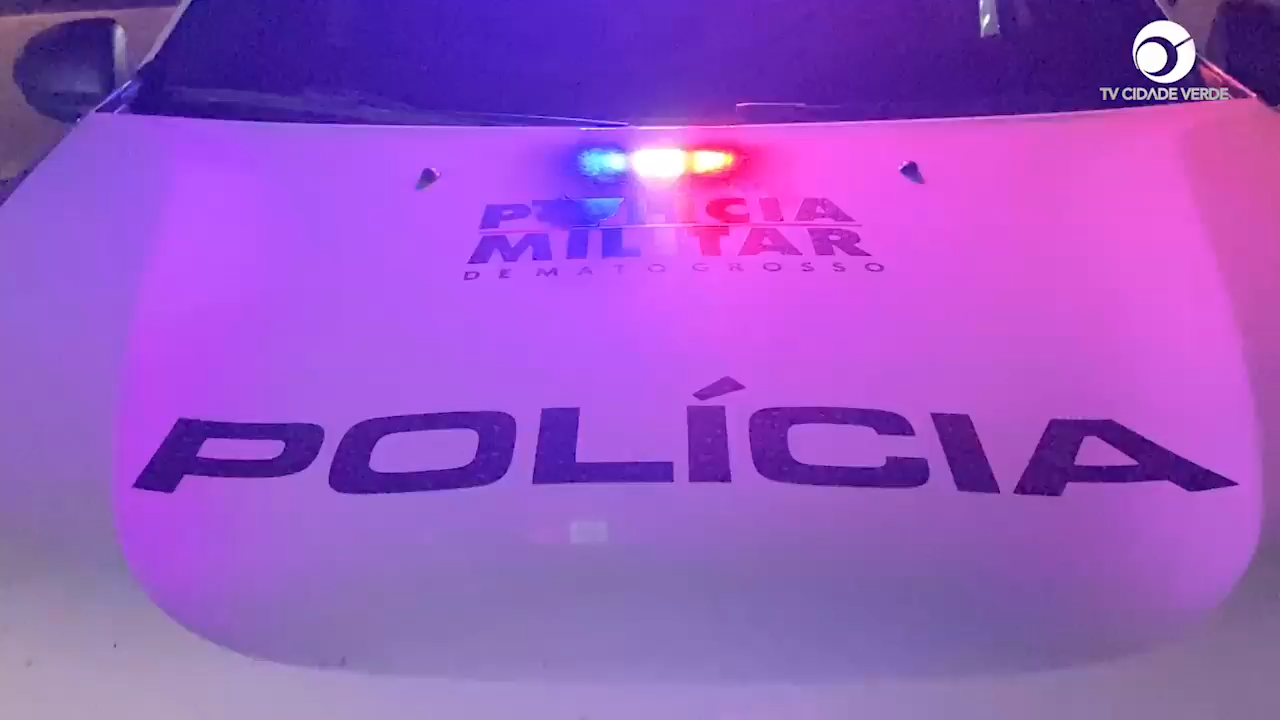 TV CIDADE VERDE
POLÍCIA
MILITAR
DE MATO GROSSO
POLÍCIA